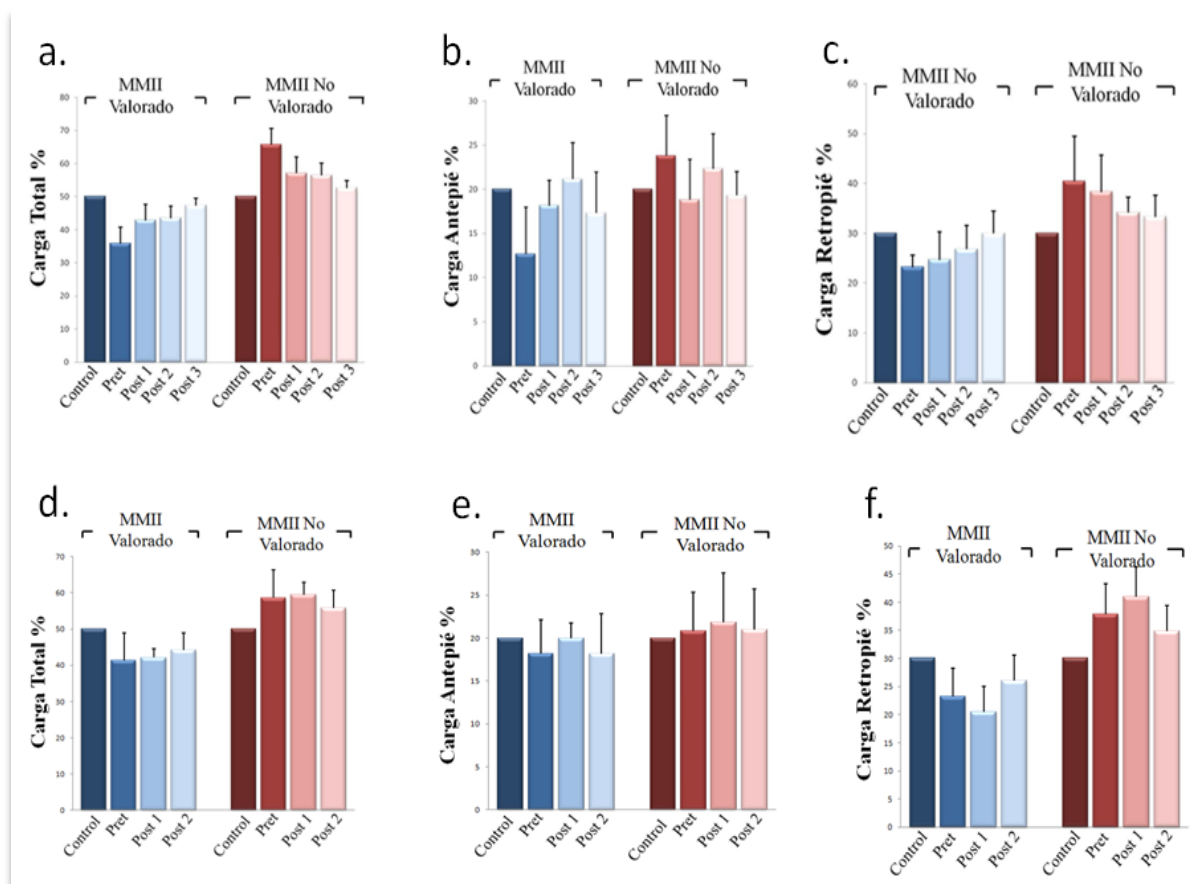 a.
MMII
Valorado
MMII No
Valorado
Carga Total %
80
70
60
50
40
30
20
10
0
Control
Pret
Post 1
Post 2
Post 3
Control
Pret
Post 1
Post 2
Post 3
b.
MMII
Valorado
MMII No
Valorado
Carga Antepié %
30
25
20
15
10
5
0
Control
Pret
Post 1
Post 2
Post 3
Control
Pret
Post 1
Post 2
Post 3
c.
MMII No
Valorado
MMII No
Valorado
Carga Retropié %
60
50
40
30
20
10
0
Control
Pret
Post 1
Post 2
Post 3
Control
Pret
Post 1
Post 2
Post 3
d.
MMII
Valorado
MMII No
Valorado
Carga Total %
70
60
50
40
30
20
10
0
Control
Pret
Post 1
Post 2
Control
Pret
Post 1
Post 2
e.
MMII
Valorado
MMII No
Valorado
Carga Antepié %
30
25
20
15
10
5
0
Control
Pret
Post 1
Post 2
Control
Pret
Post 1
Post 2
f.
MMII
Valorado
MMII No
Valorado
Carga Retropié %
50
45
40
35
30
25
20
15
10
5
0
Control
Pret
Post 1
Post 2
Control
Pret
Post 1
Post 2